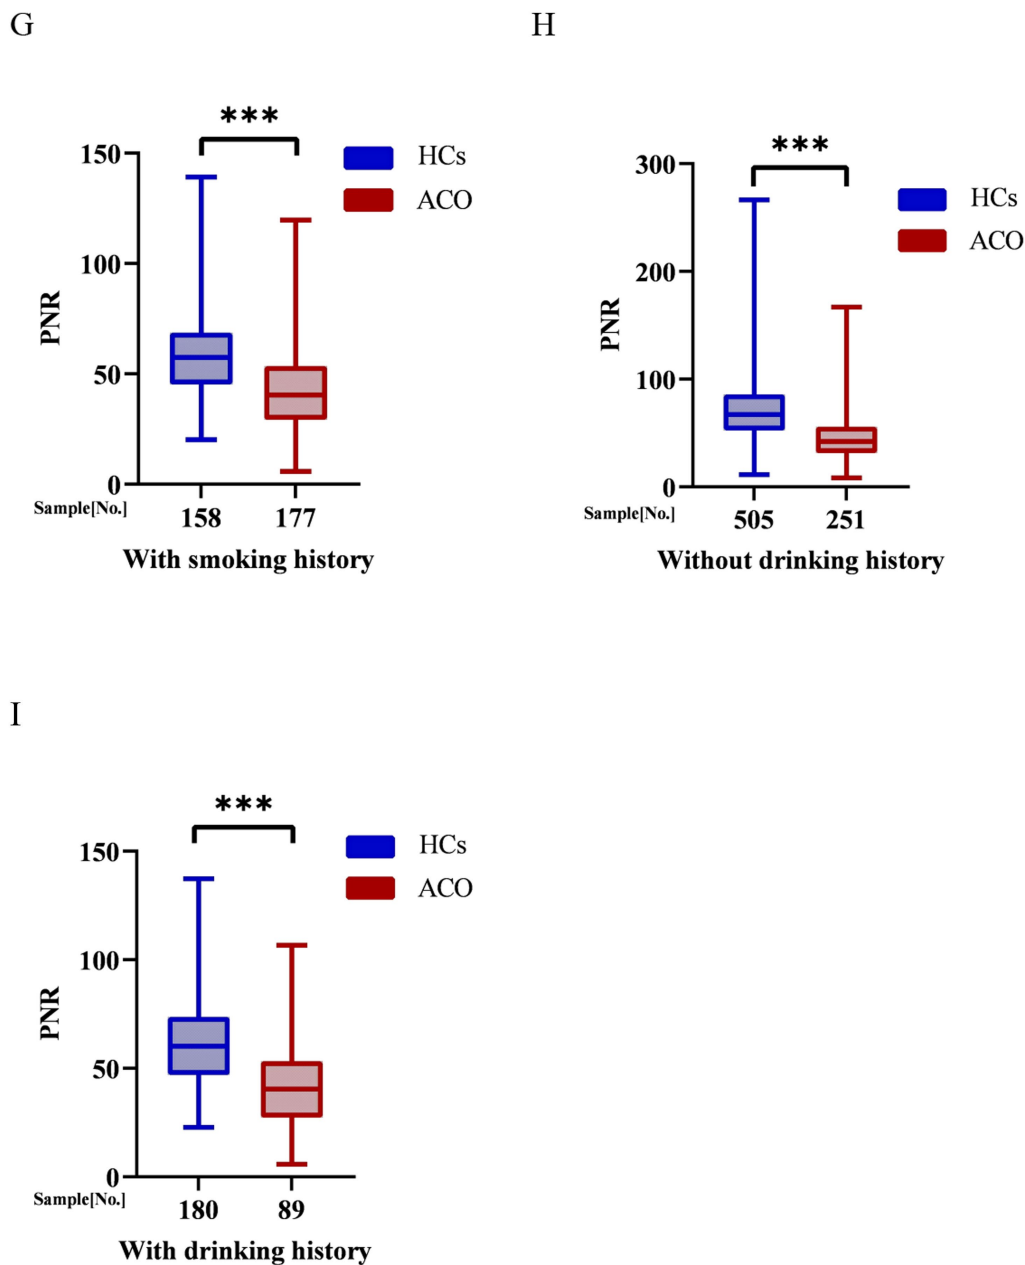 G
***
150
100
50
0
PNR
HCs
ACO
Sample[No.]
158 177
With smoking history
H
***
300
200
100
0
PNR
HCs
ACO
Sample[No.]
505 251
Without drinking history
I
***
150
100
50
0
PNR
HCs
ACO
Sample[No.]
180 89
With drinking history